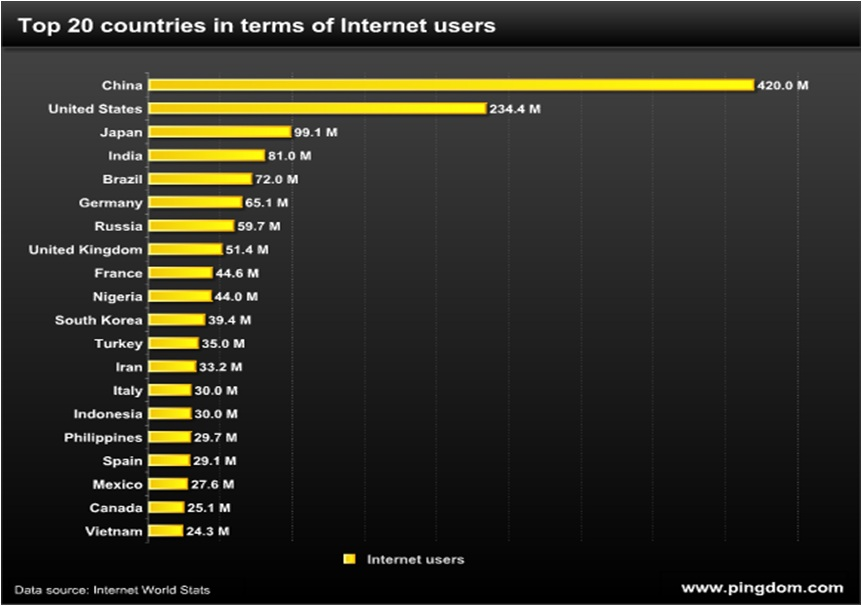 Top 20 countries in terms of Internet users
China 420.0 M
United States 234.4 M
Japan 99.1 M
India 81.0 M
Brazil 72.0 M
Germany 65.1 M
Russia 59.7 M
United Kingdom 51.4 M
France 44.6 M
Nigeria 44.0 M
South Korea 39.4 M
Turkey 35.0 M
Iran 33.2 M
Italy 30.0 M
Indonesia 30.0 M
Philippines 29.7 M
Spain 29.1 M
Mexico 27.6 M
Canada 25.1 M
Vietnam 24.3 M
Internet users
Data source: Internet World Stats
www.pingdom.com